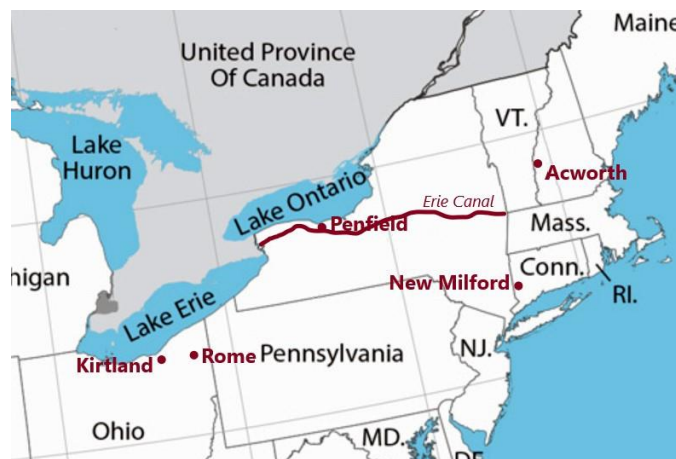 Maine
United Province
Of Canada
VT.
Lake
Huron
Acworth
Lake Ontario
Erie Canal
Penfield
Mass.
higan
Conn.
New Milford
RI.
Lake Erie
NJ.
Kirtland
Rome
Pennsylvania
Ohio
MD.
DE.